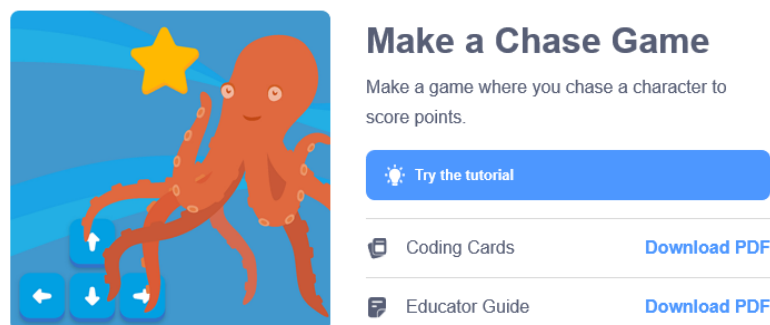 Make a Chase Game
Make a game where you chase a character to
score points.
Try the tutorial
Coding Cards Download PDF
Educator Guide Download PDF